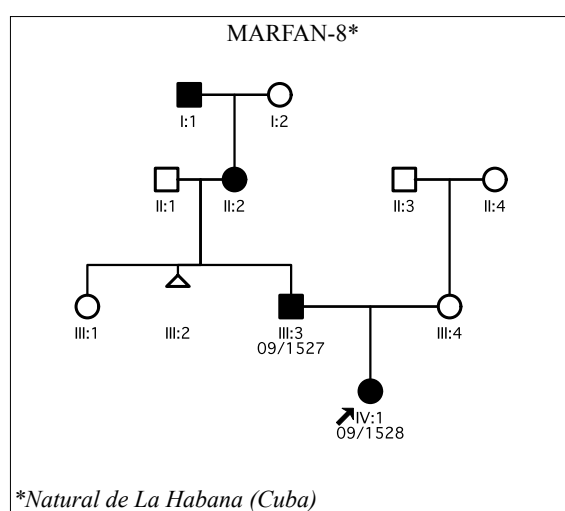 MARFAN-8*
I:1 I:2
II:1 II:2 II:3 II:4
III:1 III:2 III:3 III:4
09/1527
IV:1
09/1528
*Natural de La Habana (Cuba)